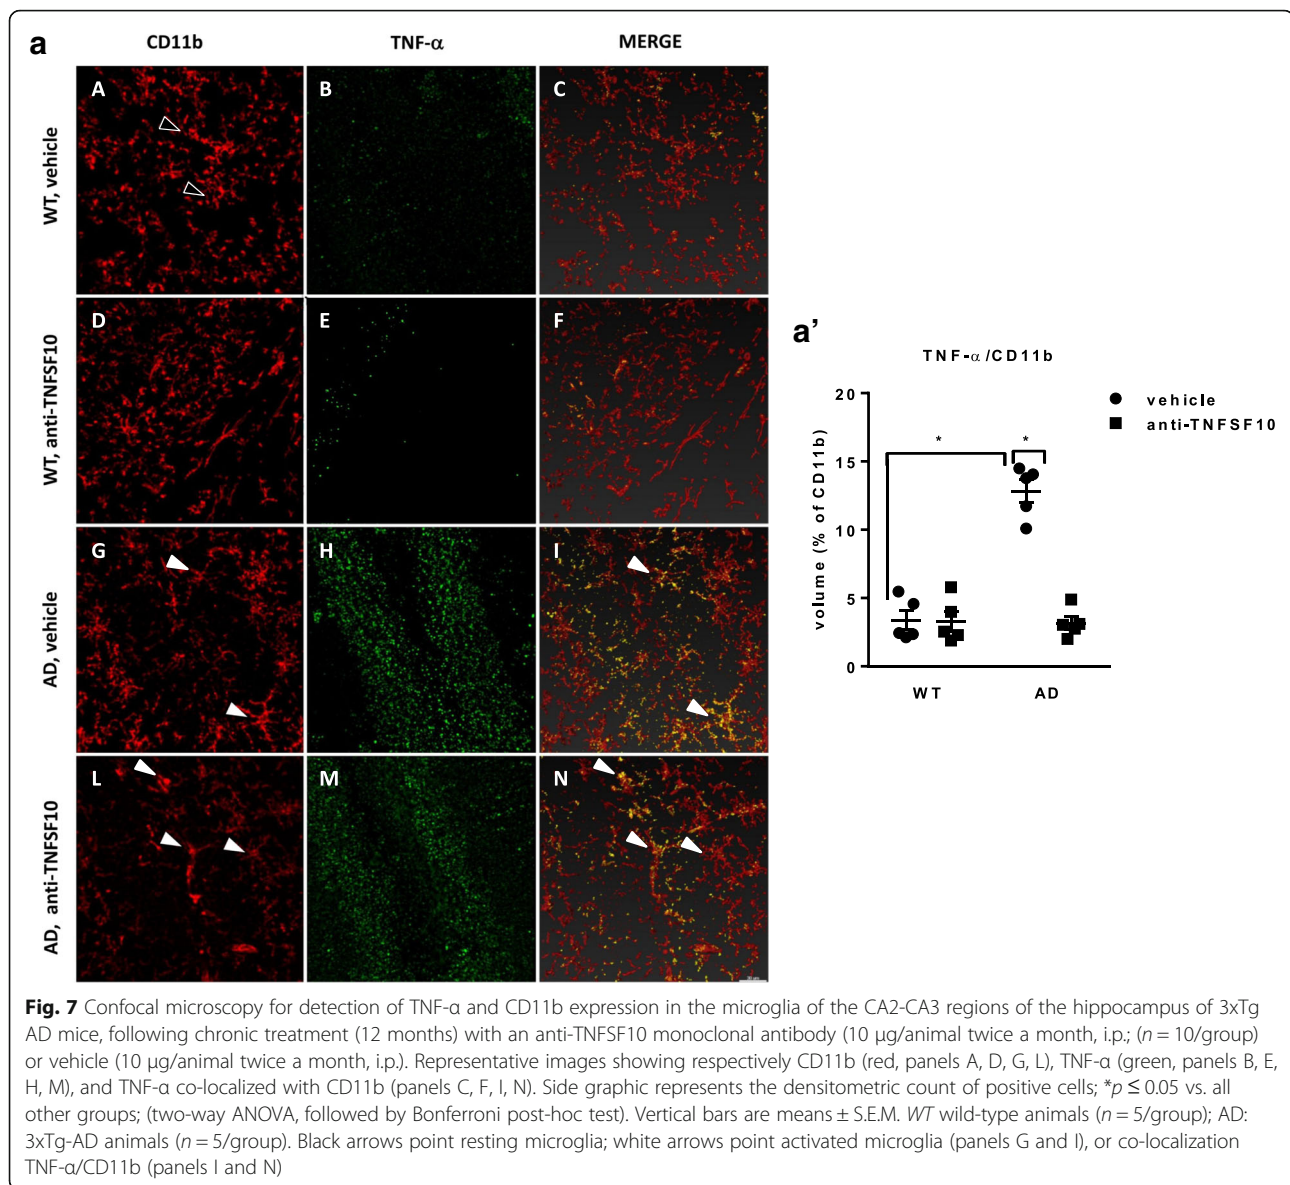 a
CD11b TNF-α MERGE
A B C
WT, vehicle
D E F
WT, anti-TNFSF10
G H I
AD, vehicle
L M N
AD, anti-TNFSF10
a'
TNF-α/CD11b
vehicle
anti-TNFSF10
volume (% of CD11b)
20
15
10
5
0
* *
WT AD
Fig. 7 Confocal microscopy for detection of TNF-α and CD11b expression in the microglia of the CA2-CA3 regions of the hippocampus of 3xTg
AD mice, following chronic treatment (12 months) with an anti-TNFSF10 monoclonal antibody (10 μg/animal twice a month, i.p.; (n = 10/group)
or vehicle (10 μg/animal twice a month, i.p.). Representative images showing respectively CD11b (red, panels A, D, G, L), TNF-α (green, panels B, E,
H, M), and TNF-α co-localized with CD11b (panels C, F, I, N). Side graphic represents the densitometric count of positive cells; *p ≤ 0.05 vs. all
other groups; (two-way ANOVA, followed by Bonferroni post-hoc test). Vertical bars are means ± S.E.M. WT wild-type animals (n = 5/group); AD:
3xTg-AD animals (n = 5/group). Black arrows point resting microglia; white arrows point activated microglia (panels G and I), or co-localization
TNF-α/CD11b (panels I and N)